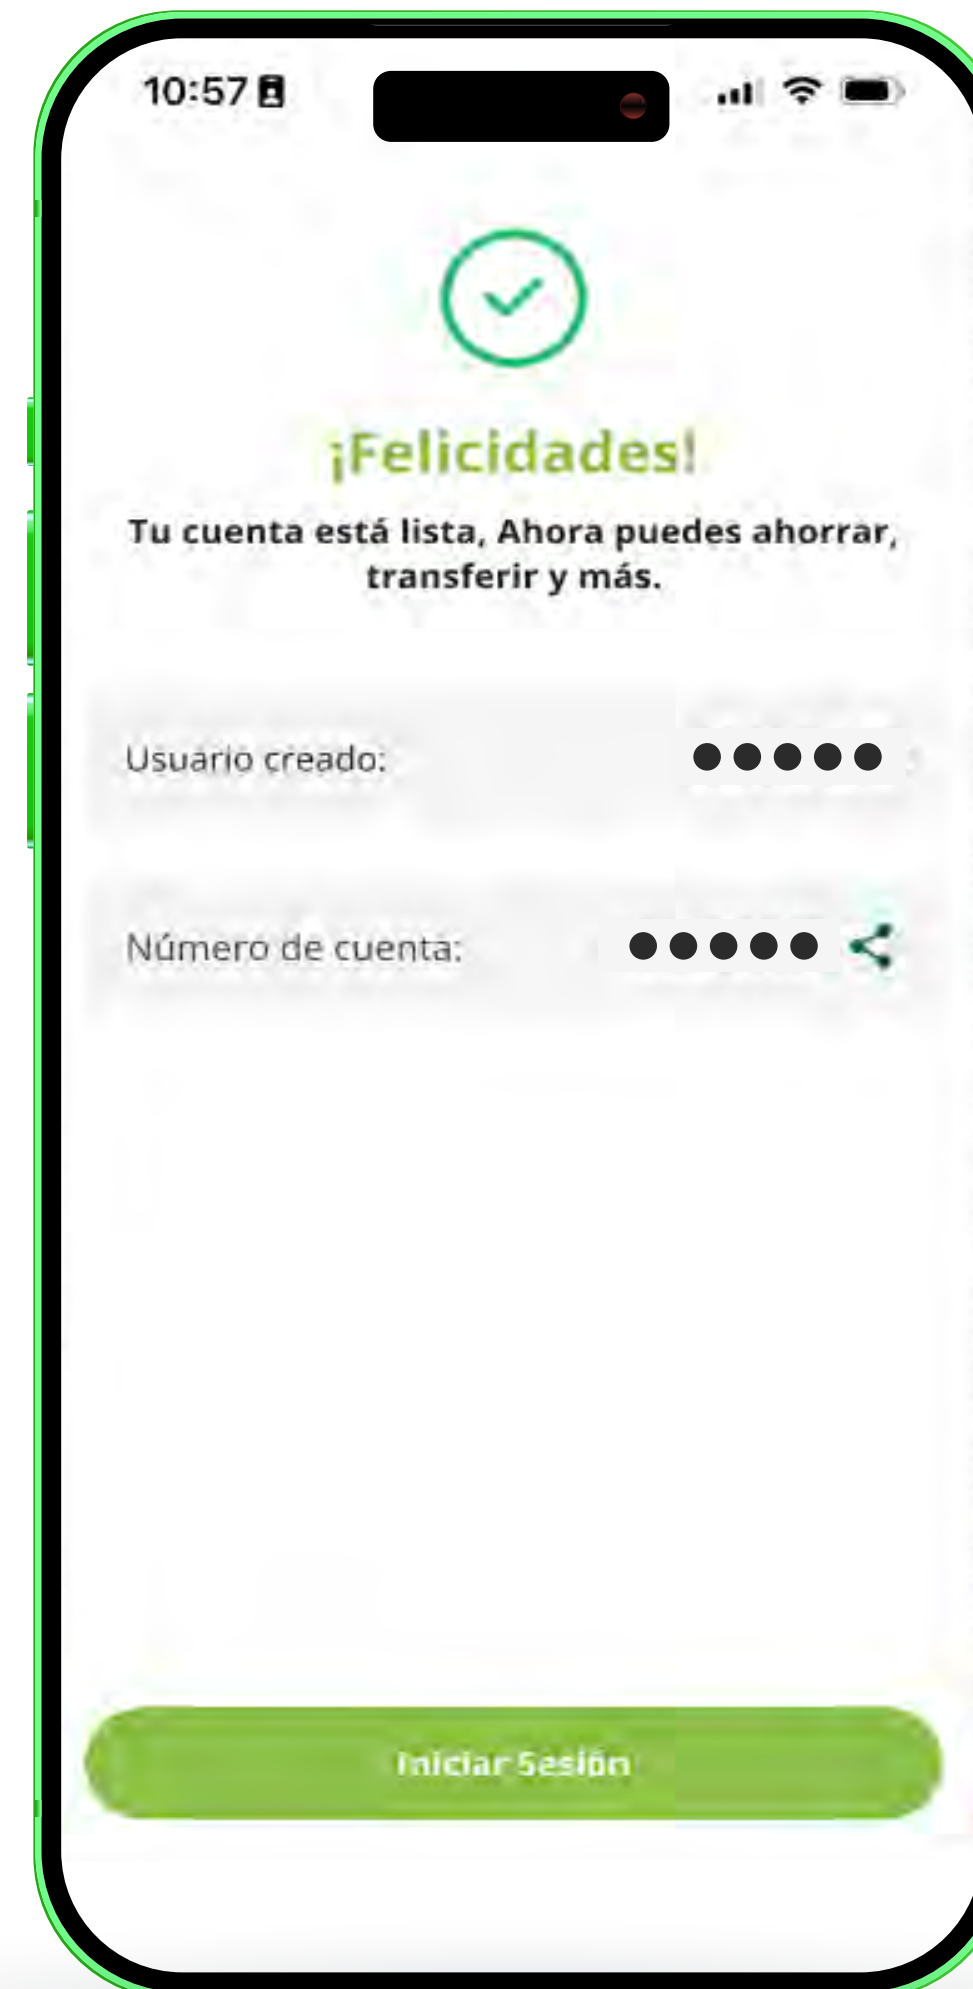 10:57
¡Felicidades!
Tu cuenta está lista, Ahora puedes ahorrar,
transferir y más.
Usuario creado: ●●●●●
Número de cuenta: ●●●●●
Iniciar Sesión